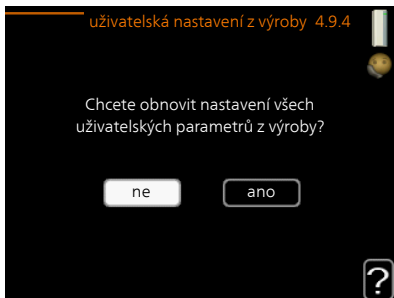 uživatelská nastavení z výroby 4.9.4
Chcete obnovit nastavení všech
uživatelských parametrů z výroby?
ne
ano
?